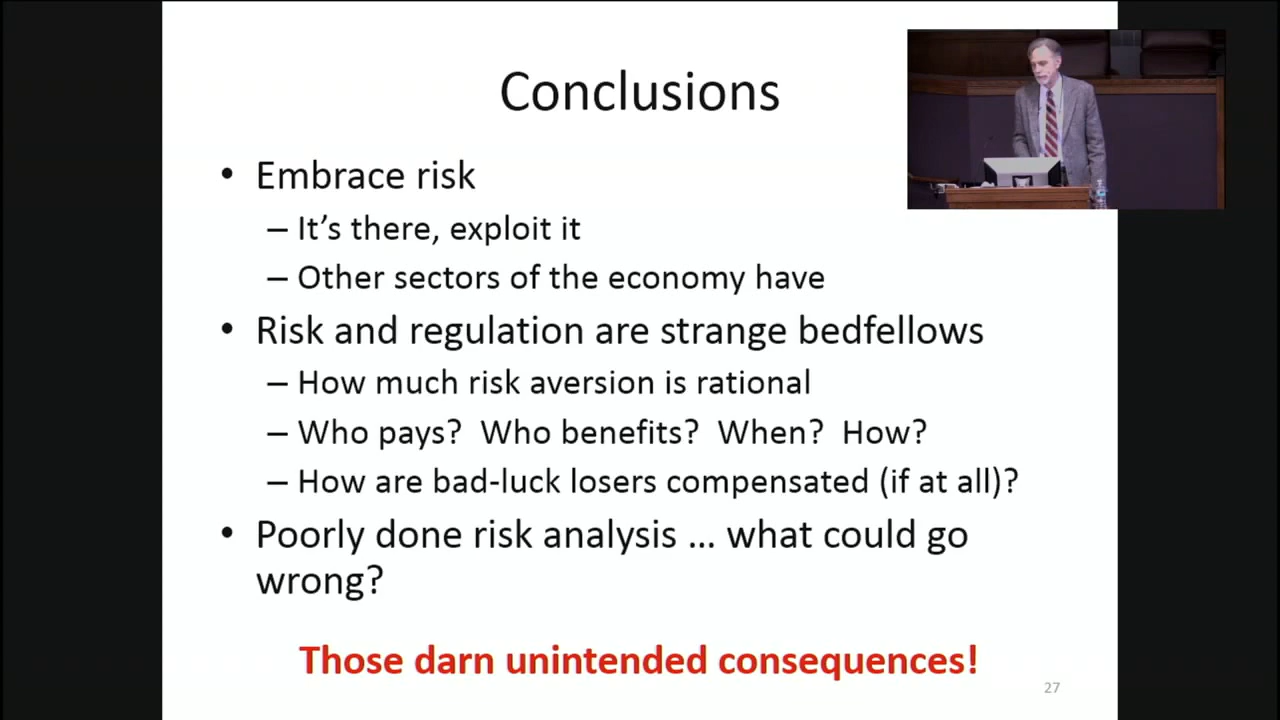 Conclusions
• Embrace risk
– It's there, exploit it
– Other sectors of the economy have
• Risk and regulation are strange bedfellows
– How much risk aversion is rational
– Who pays? Who benefits? When? How?
– How are bad-luck losers compensated (if at all)?
• Poorly done risk analysis … what could go
wrong?
Those darn unintended consequences!
27